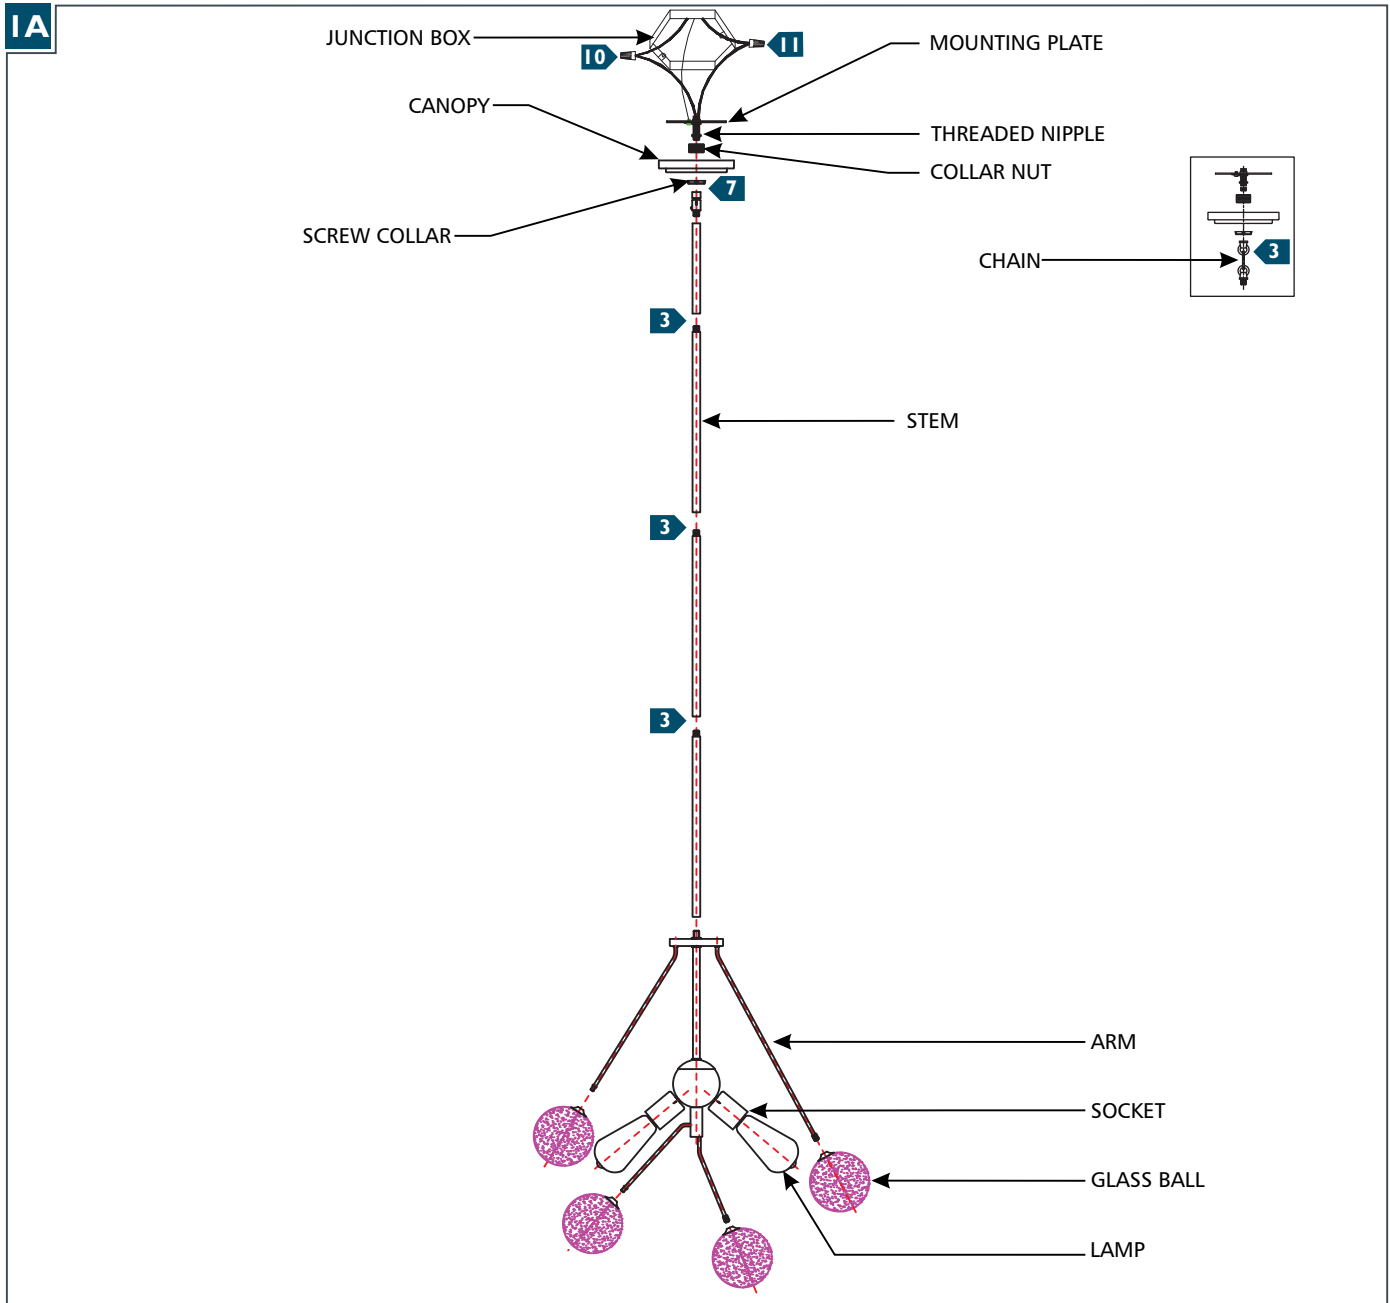 1A
JUNCTION BOX
10
11
MOUNTING PLATE
CANOPY
THREADED NIPPLE
COLLAR NUT
7
SCREW COLLAR
CHAIN
3
3
STEM
3
3
ARM
SOCKET
GLASS BALL
LAMP